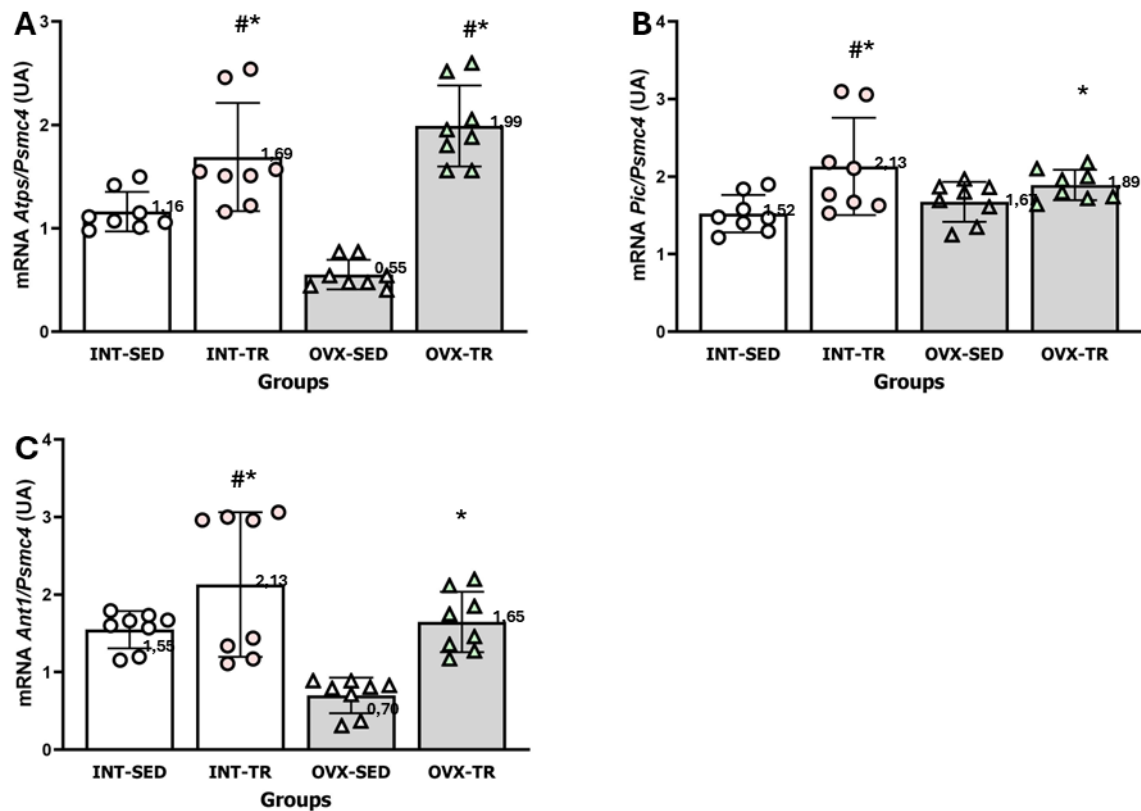 A
mRNA Atps/Psmc4 (UA)
3
2
1
0
#*
#*
1,16
1,69
0,55
1,99
INT-SED INT-TR OVX-SED OVX-TR
Groups
B
mRNA Pic/Psmc4 (UA)
4
3
2
1
0
#*
*
1,52
2,13
1,67
1,89
INT-SED INT-TR OVX-SED OVX-TR
Groups
C
mRNA Ant1/Psmc4 (UA)
4
3
2
1
0
#*
*
1,55
2,13
0,70
1,65
INT-SED INT-TR OVX-SED OVX-TR
Groups